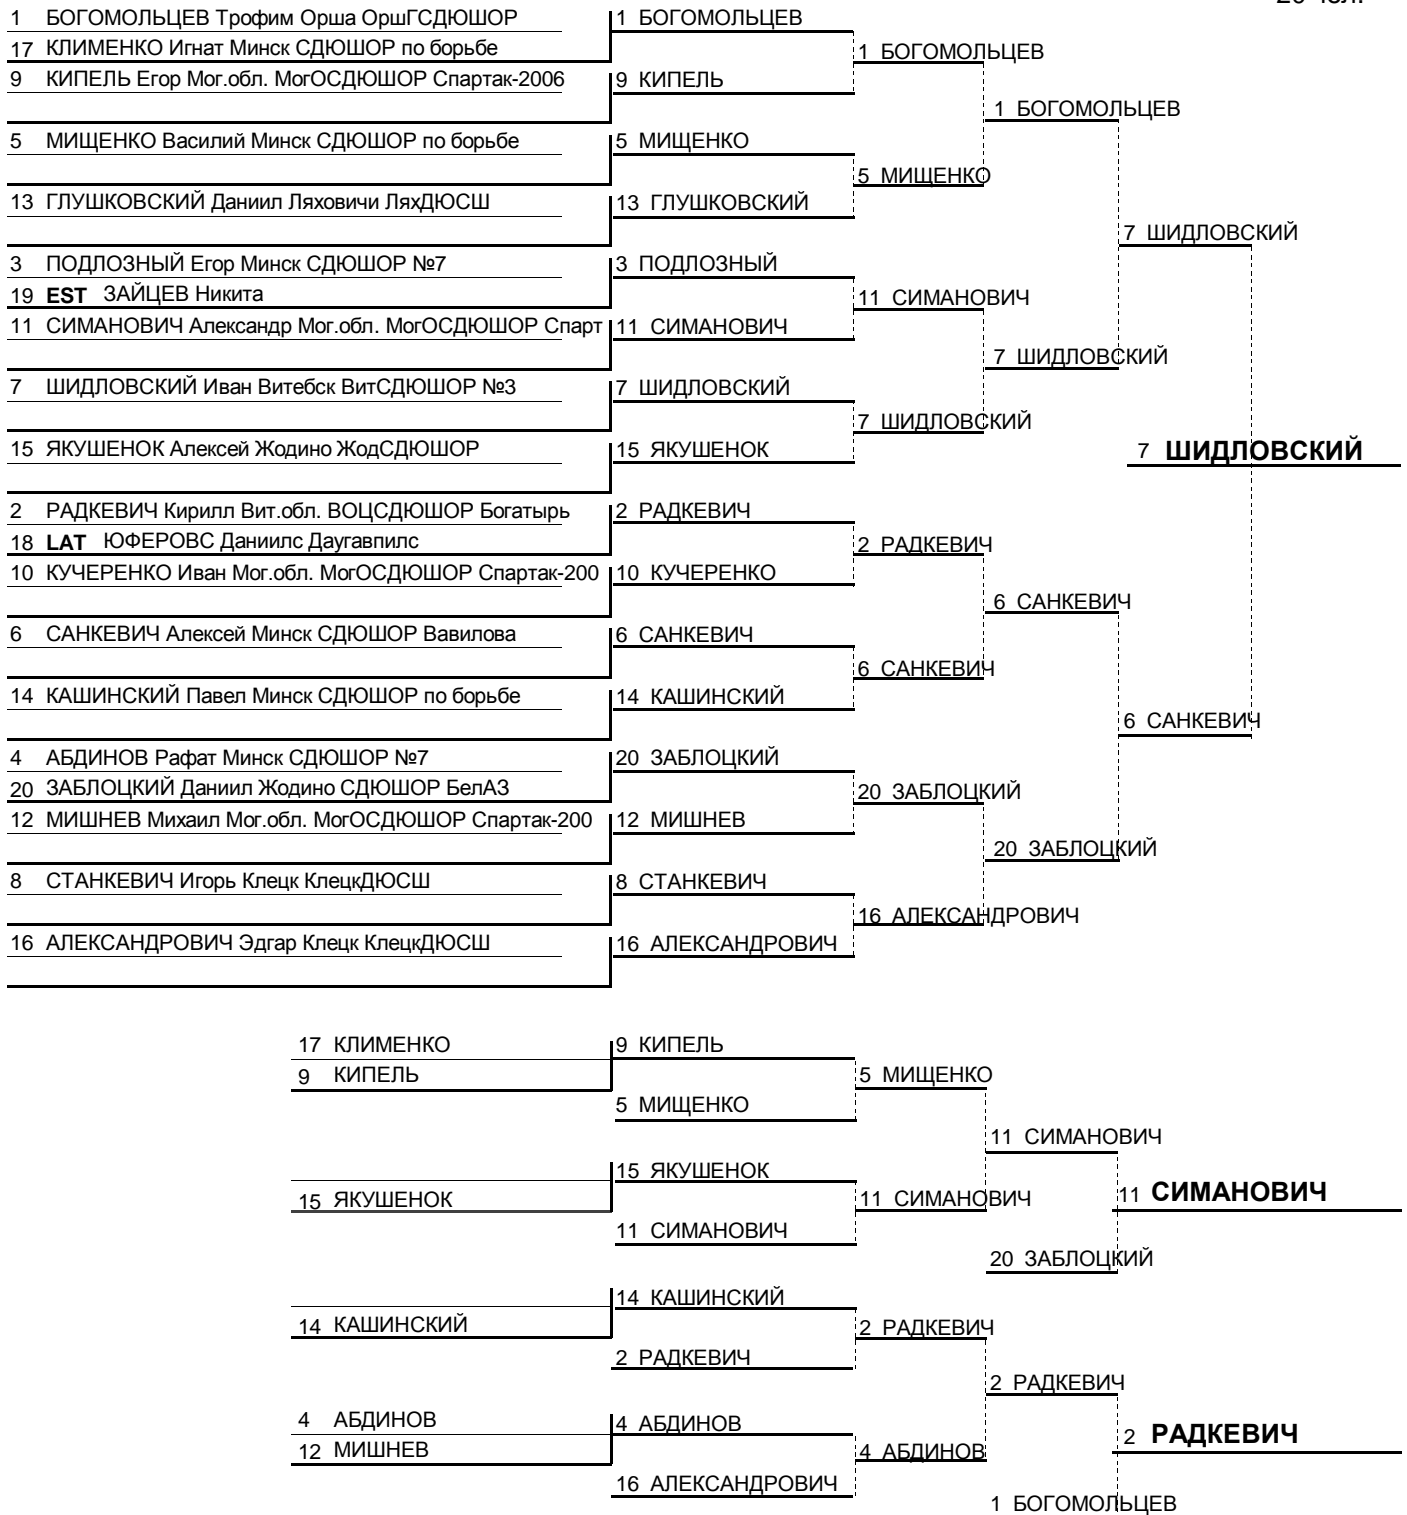 1 БОГОМОЛЬЦЕВ Трофим Орша ОршГСДЮШОР
1 БОГОМОЛЬЦЕВ
17 КЛИМЕНКО Игнат Минск СДЮШОР по борьбе
1 БОГОМОЛЬЦЕВ
9 КИПЕЛЬ Егор Мог.обл. МогОСДЮШОР Спартак-2006
9 КИПЕЛЬ
1 БОГОМОЛЬЦЕВ
5 МИЩЕНКО Василий Минск СДЮШОР по борьбе
5 МИЩЕНКО
5 МИЩЕНКО
13 ГЛУШКОВСКИЙ Даниил Ляховичи ЛяхДЮСШ
13 ГЛУШКОВСКИЙ
7 ШИДЛОВСКИЙ
3 ПОДЛОЗНЫЙ Егор Минск СДЮШОР №7
3 ПОДЛОЗНЫЙ
19 EST ЗАЙЦЕВ Никита
11 СИМАНОВИЧ
11 СИМАНОВИЧ Александр Мог.обл. МогОСДЮШОР Спарт
11 СИМАНОВИЧ
7 ШИДЛОВСКИЙ
7 ШИДЛОВСКИЙ Иван Витебск ВитСДЮШОР №3
7 ШИДЛОВСКИЙ
7 ШИДЛОВСКИЙ
15 ЯКУШЕНОК Алексей Жодино ЖодСДЮШОР
15 ЯКУШЕНОК
7 ШИДЛОВСКИЙ
2 РАДКЕВИЧ Кирилл Вит.обл. ВОЦСДЮШОР Богатырь
2 РАДКЕВИЧ
18 LAT ЮФЕРОВС Даниилс Даугавпилс
2 РАДКЕВИЧ
10 КУЧЕРЕНКО Иван Мог.обл. МогОСДЮШОР Спартак-200
10 КУЧЕРЕНКО
6 САНКЕВИЧ
6 САНКЕВИЧ Алексей Минск СДЮШОР Вавилова
6 САНКЕВИЧ
6 САНКЕВИЧ
14 КАШИНСКИЙ Павел Минск СДЮШОР по борьбе
14 КАШИНСКИЙ
6 САНКЕВИЧ
4 АБДИНОВ Рафат Минск СДЮШОР №7
20 ЗАБЛОЦКИЙ
20 ЗАБЛОЦКИЙ Даниил Жодино СДЮШОР БелАЗ
20 ЗАБЛОЦКИЙ
12 МИШНЕВ Михаил Мог.обл. МогОСДЮШОР Спартак-200
12 МИШНЕВ
20 ЗАБЛОЦКИЙ
8 СТАНКЕВИЧ Игорь Клецк КлецкДЮСШ
8 СТАНКЕВИЧ
16 АЛЕКСАНДРОВИЧ
16 АЛЕКСАНДРОВИЧ Эдгар Клецк КлецкДЮСШ
16 АЛЕКСАНДРОВИЧ
17 КЛИМЕНКО
9 КИПЕЛЬ
9 КИПЕЛЬ
5 МИЩЕНКО
5 МИЩЕНКО
11 СИМАНОВИЧ
15 ЯКУШЕНОК
15 ЯКУШЕНОК
11 СИМАНОВИЧ
11 СИМАНОВИЧ
11 СИМАНОВИЧ
20 ЗАБЛОЦКИЙ
14 КАШИНСКИЙ
14 КАШИНСКИЙ
2 РАДКЕВИЧ
2 РАДКЕВИЧ
2 РАДКЕВИЧ
4 АБДИНОВ
4 АБДИНОВ
2 РАДКЕВИЧ
12 МИШНЕВ
4 АБДИНОВ
16 АЛЕКСАНДРОВИЧ
1 БОГОМОЛЬЦЕВ